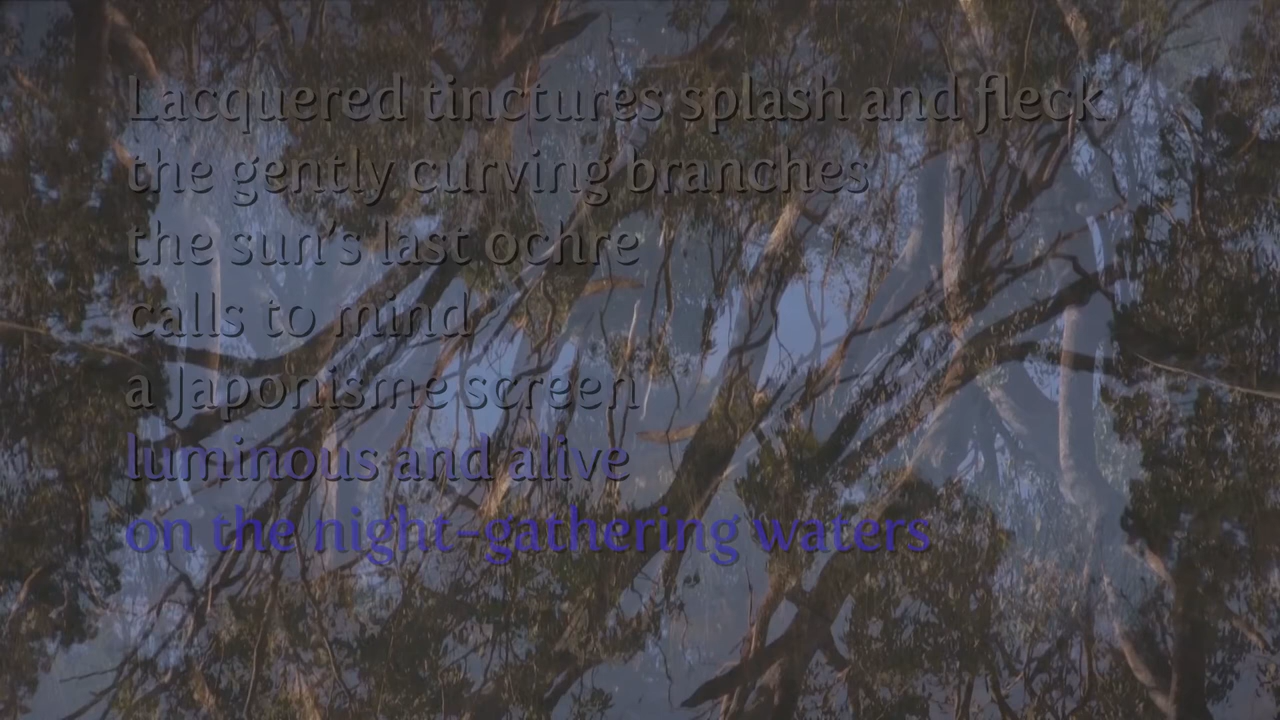 Lacquered tinctures splash and fleck
the gently curving branches
the sun's last ochre
calls to mind
a Japonisme screen
luminous and alive
on the night-gathering waters